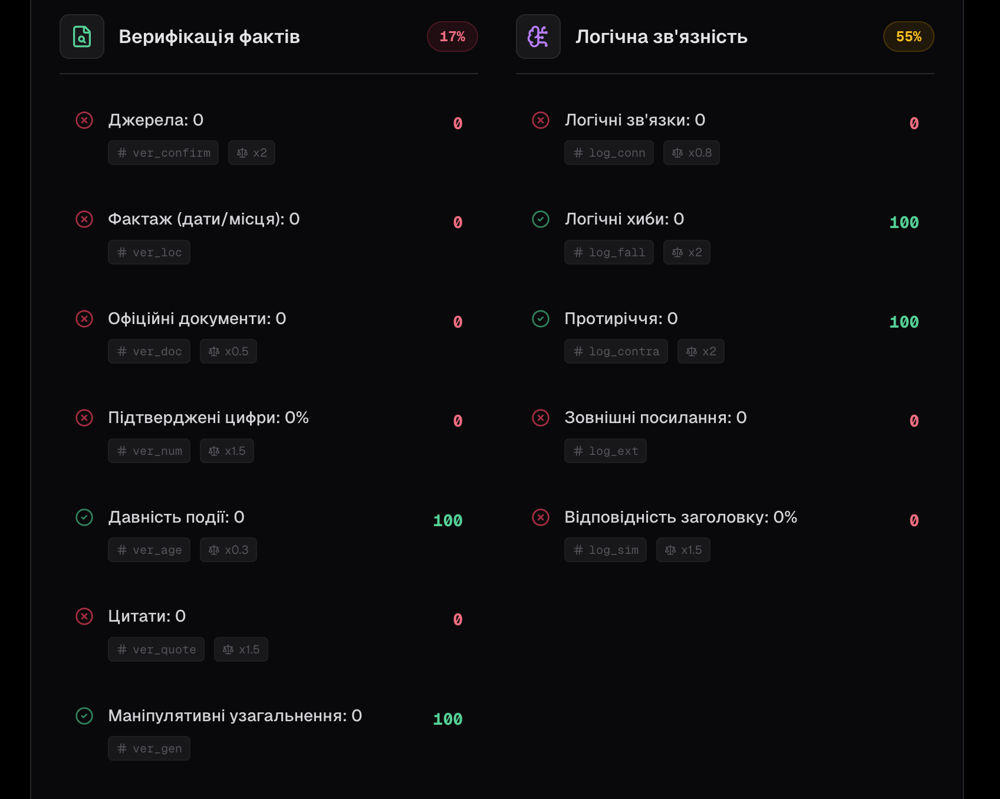 Верифікація фактів 17%
Джерела: 0 0
# ver_confirm x2
Фактаж (дати/місця): 0 0
# ver_loc
Офіційні документи: 0 0
# ver_doc x0.5
Підтверджені цифри: 0% 0
# ver_num x1.5
Давність події: 0 100
# ver_age x0.3
Цитати: 0 0
# ver_quote x1.5
Маніпулятивні узагальнення: 0 100
# ver_gen
Логічна зв'язність 55%
Логічні зв'язки: 0 0
# log_conn x0.8
Логічні хиби: 0 100
# log_fall x2
Протиріччя: 0 100
# log_contra x2
Зовнішні посилання: 0 0
# log_ext
Відповідність заголовку: 0% 0
# log_sim x1.5